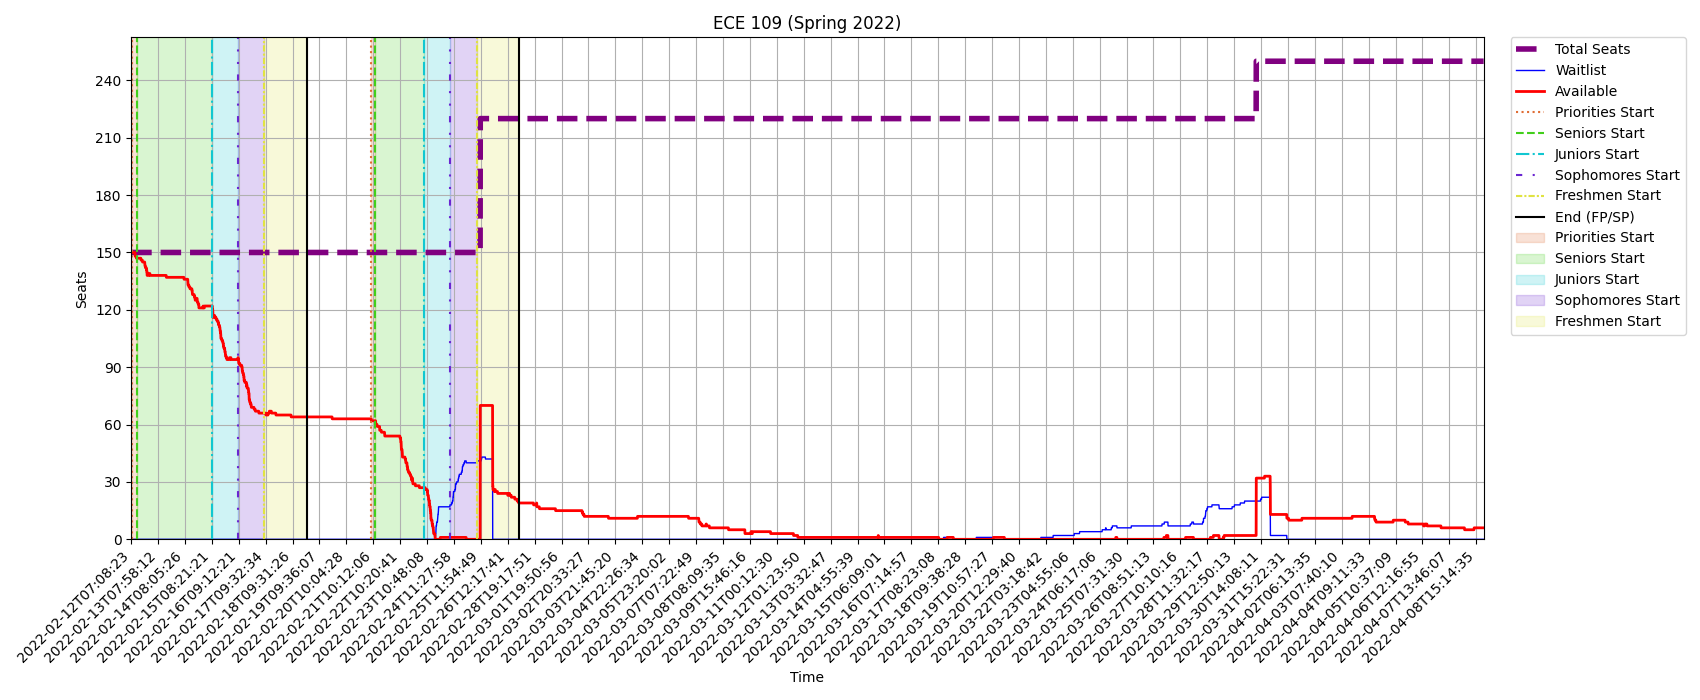 ECE 109 (Spring 2022)
Seats
240
210
180
150
120
90
60
30
0
2022-02-12T7:08:23
2022-02-13T07:58:12
2022-02-14T08:05:26
2022-02-15T08:21:21
2022-02-16T09:12:21
2022-02-17T09:32:34
2022-02-18T09:31:26
2022-02-19T09:36:07
2022-02-20T10:04:28
2022-02-21T10:12:06
2022-02-22T10:20:41
2022-02-23T10:48:08
2022-02-24T11:27:58
2022-02-25T11:54:49
2022-02-26T12:17:41
2022-02-28T19:17:51
2022-03-01T19:50:56
2022-03-02T20:33:27
2022-03-03T21:45:20
2022-03-04T22:26:34
2022-03-05T23:20:02
2022-03-07T07:22:49
2022-03-08T08:09:35
2022-03-09T15:46:16
2022-03-11T00:12:30
2022-03-12T01:23:50
2022-03-13T03:32:47
2022-03-14T04:55:39
2022-03-15T06:09:01
2022-03-16T07:14:57
2022-03-17T08:23:08
2022-03-18T09:38:28
2022-03-19T10:57:27
2022-03-20T12:29:40
2022-03-22T03:18:42
2022-03-23T04:55:06
2022-03-24T06:17:06
2022-03-25T07:31:30
2022-03-26T08:51:13
2022-03-27T10:10:16
2022-03-28T11:32:17
2022-03-29T12:50:13
2022-03-30T14:08:11
2022-03-31T15:22:31
2022-04-02T06:13:35
2022-04-03T07:40:10
2022-04-04T09:11:33
2022-04-05T10:37:09
2022-04-06T12:16:55
2022-04-07T13:46:07
2022-04-08T15:14:35
Time
Total Seats
Waitlist
Available
Priorities Start
Seniors Start
Juniors Start
Sophomores Start
Freshmen Start
End (FP/SP)
Priorities Start
Seniors Start
Juniors Start
Sophomores Start
Freshmen Start